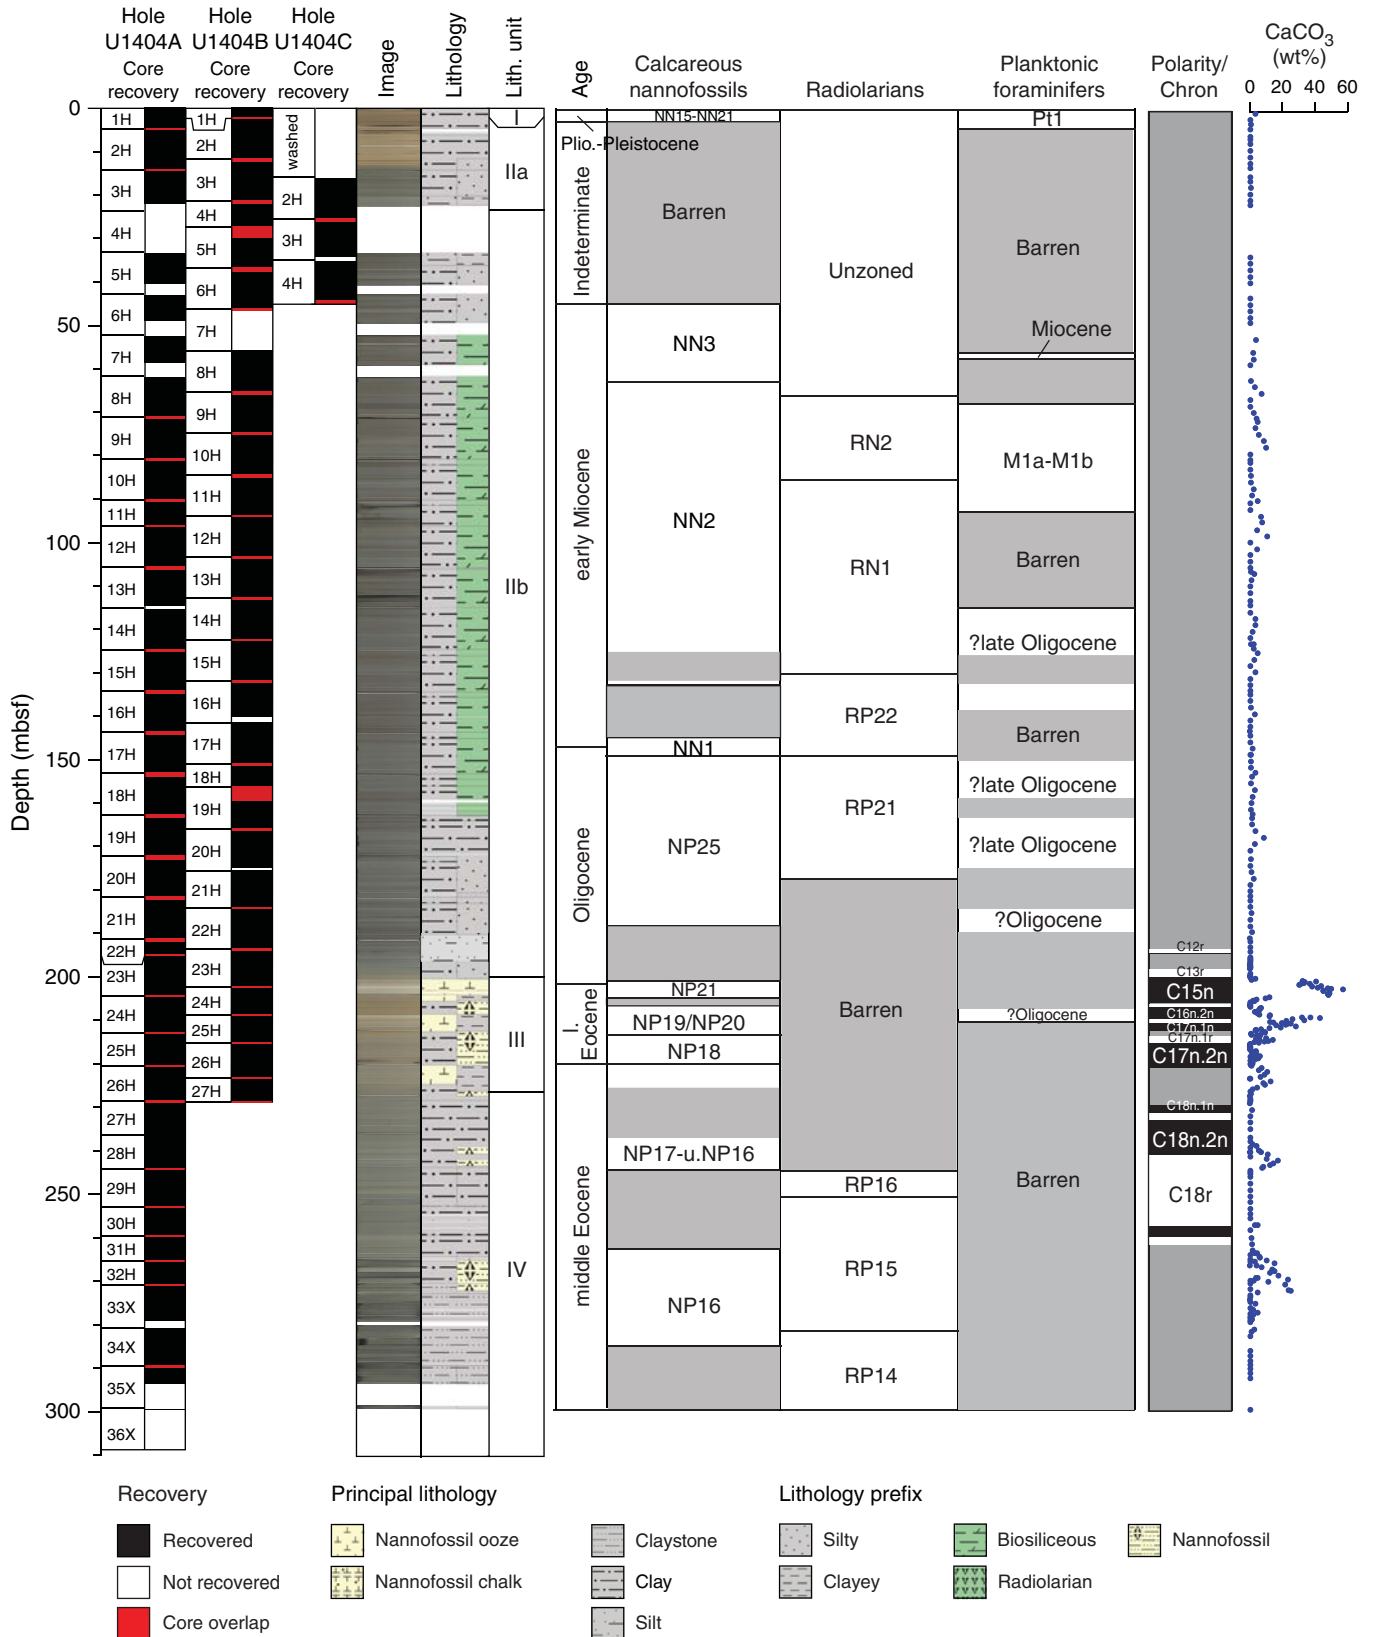 Hole
U1404A
Core
recovery
Hole
U1404B
Core
recovery
Hole
U1404C
Core
recovery
Image
Lithology
Lith. unit
Age
Calcareous
nannofossils
Radiolarians
Planktonic
foraminifers
Polarity/
Chron
CaCO3
(wt%)
0 20 40 60
Depth (mbsf)
0
50
100
150
200
250
300
1H
2H
3H
4H
5H
6H
7H
8H
9H
10H
11H
12H
13H
14H
15H
16H
17H
18H
19H
20H
21H
22H
23H
24H
25H
26H
27H
28H
29H
30H
31H
32H
33X
34X
35X
36X
1H
2H
3H
4H
5H
6H
7H
8H
9H
10H
11H
12H
13H
14H
15H
16H
17H
18H
19H
20H
21H
22H
23H
24H
25H
26H
27H
washed
2H
3H
4H
I
IIa
IIb
III
IV
Plio.-Pleistocene
Indeterminate
early Miocene
Oligocene
l.
Eocene
middle Eocene
NN15-NN21
Barren
NN3
NN2
NN1
NP25
NP21
NP19/NP20
NP18
NP17-u.NP16
NP16
Unzoned
RN2
RN1
RP22
RP21
Barren
RP16
RP15
RP14
Pt1
Barren
Miocene
M1a-M1b
Barren
?late Oligocene
Barren
?late Oligocene
?late Oligocene
?Oligocene
?Oligocene
Barren
C12r
C13r
C15n
C16n.2n
C17n.1n
C17n.1r
C17n.2n
C18n.1n
C18n.2n
C18r
Recovery
Recovered
Not recovered
Core overlap
Principal lithology
Nannofossil ooze
Nannofossil chalk
Claystone
Clay
Silt
Lithology prefix
Silty
Clayey
Biosiliceous
Radiolarian
Nannofossil